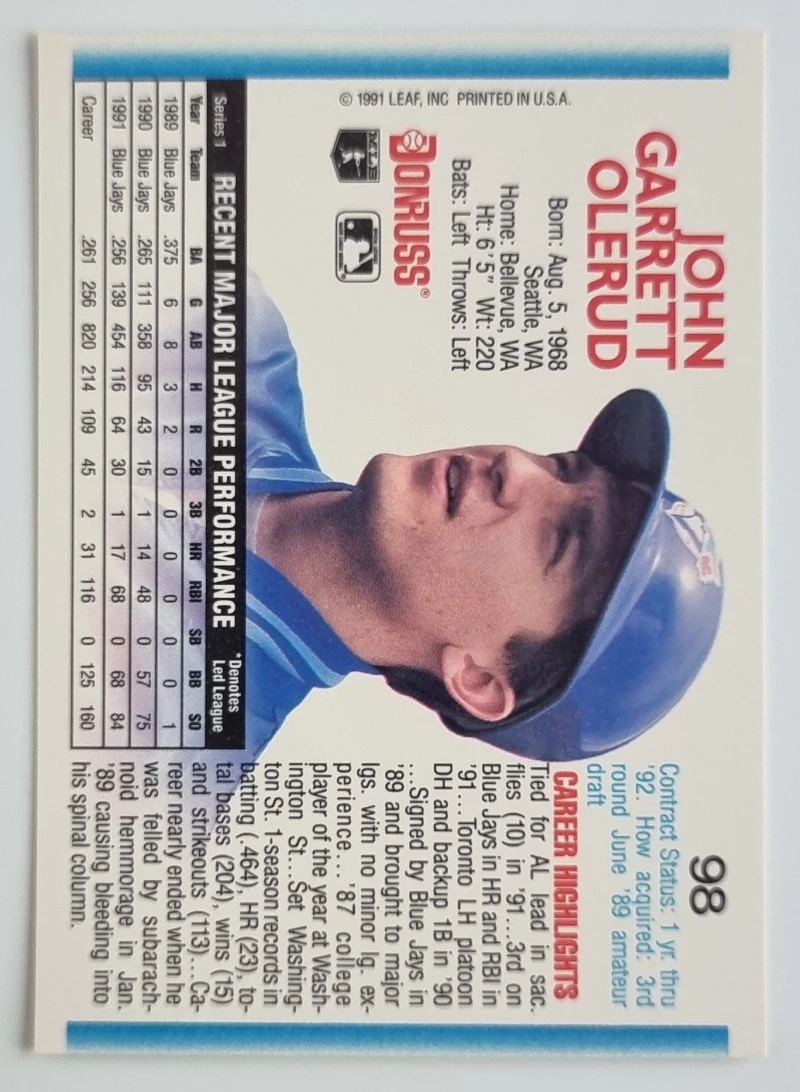 98
JOHN
GARRETT
OLERUD
Born: Aug. 5, 1968
Seattle, WA
Home: Bellevue, WA
Ht: 6'5" Wt: 220
Bats: Left Throws: Left
DONRUSS®
MLB
© 1991 LEAF, INC PRINTED IN U.S.A.
Contract Status: 1 yr. thru
'92. How acquired: 3rd
round June '89 amateur
draft
CAREER HIGHLIGHTS
Tied for AL lead in sac.
flies (10) in '91...3rd on
Blue Jays in HR and RBI in
'91... Toronto LH platoon
DH and backup 1B in '90
...Signed by Blue Jays in
'89 and brought to major
lgs. with no minor lg. ex-
perience... '87 college
player of the year at Wash-
ington St...Set Washing-
ton St. 1-season records in
batting (.464), HR (23), to-
tal bases (204), wins (15)
and strikeouts (113)...Ca-
reer nearly ended when he
was felled by subarach-
noid hemmorage in Jan.
'89 causing bleeding into
his spinal column.
Series 1 RECENT MAJOR LEAGUE PERFORMANCE *Denotes
Led League
Year Team BA G AB H R 2B 3B HR RBI SB BB SO
1989 Blue Jays .375 6 8 3 2 0 0 0 0 0 0 1
1990 Blue Jays .265 111 358 95 43 15 1 14 48 0 57 75
1991 Blue Jays .256 139 454 116 64 30 1 17 68 0 68 84
Career .261 256 820 214 109 45 2 31 116 0 125 160